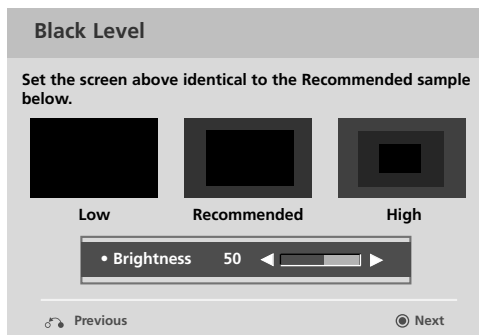 Black Level
Set the screen above identical to the Recommended sample
below.
Low Recommended High
• Brightness 50
Previous Next